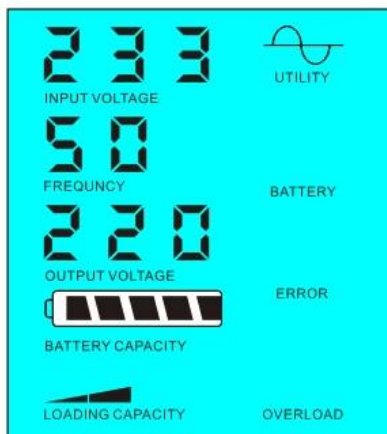 233
UTILITY
INPUT VOLTAGE
50
FREQUNCY
BATTERY
220
OUTPUT VOLTAGE
ERROR
BATTERY CAPACITY
LOADING CAPACITY
OVERLOAD